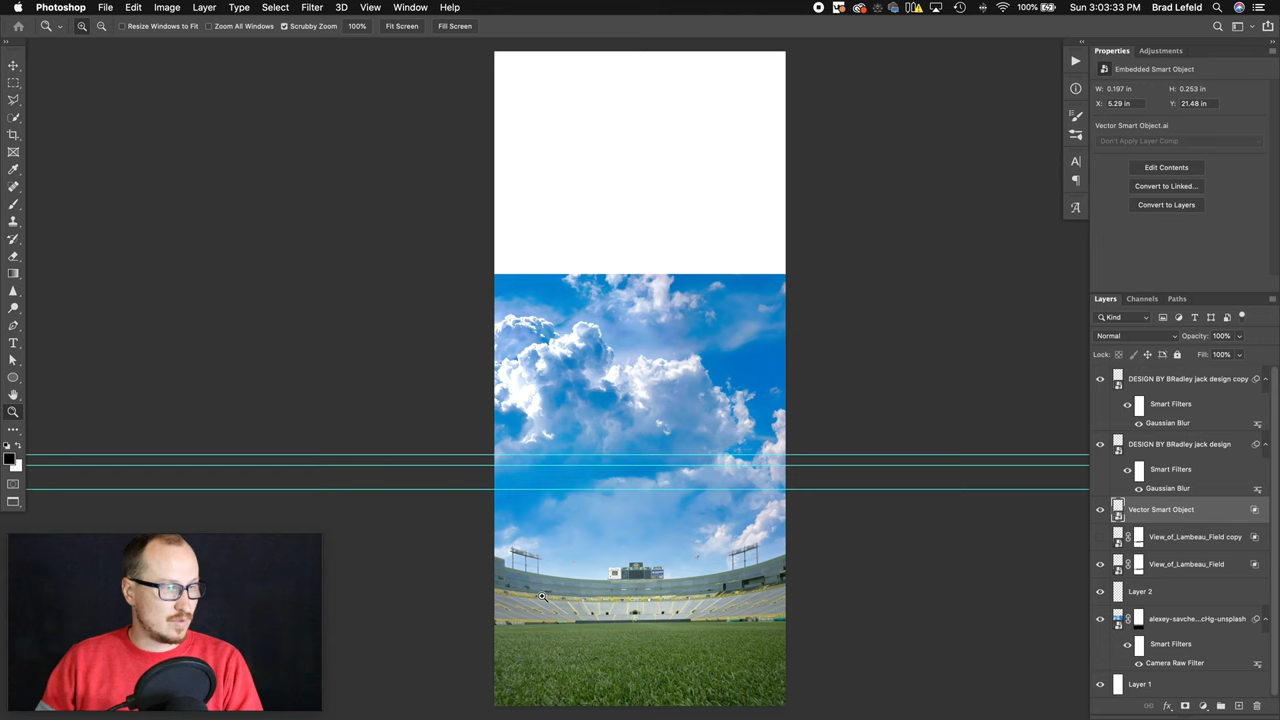 Photoshop File Edit Image Layer Type Select Filter 3D View Window Help 100% Sun 3:03:33 PM Brad Lefeld
Resize Windows to Fit Zoom All Windows Scrubby Zoom 100% Fit Screen Fill Screen
Properties Adjustments
Embedded Smart Object
W: 0.197 in H: 0.253 in
X: 5.29 in Y: 21.48 in
Vector Smart Object.ai
Don't Apply Layer Comp
Edit Contents
Convert to Linked...
Convert to Layers
Layers Channels Paths
Kind
Normal Opacity: 100%
Lock: Fill: 100%
DESIGN BY BRadley jack design copy
Smart Filters
Gaussian Blur
DESIGN BY BRadley jack design
Smart Filters
Gaussian Blur
Vector Smart Object
View_of_Lambeau_Field copy
View_of_Lambeau_Field
Layer 2
alexey-savche...cHg-unsplash
Smart Filters
Camera Raw Filter
Layer 1